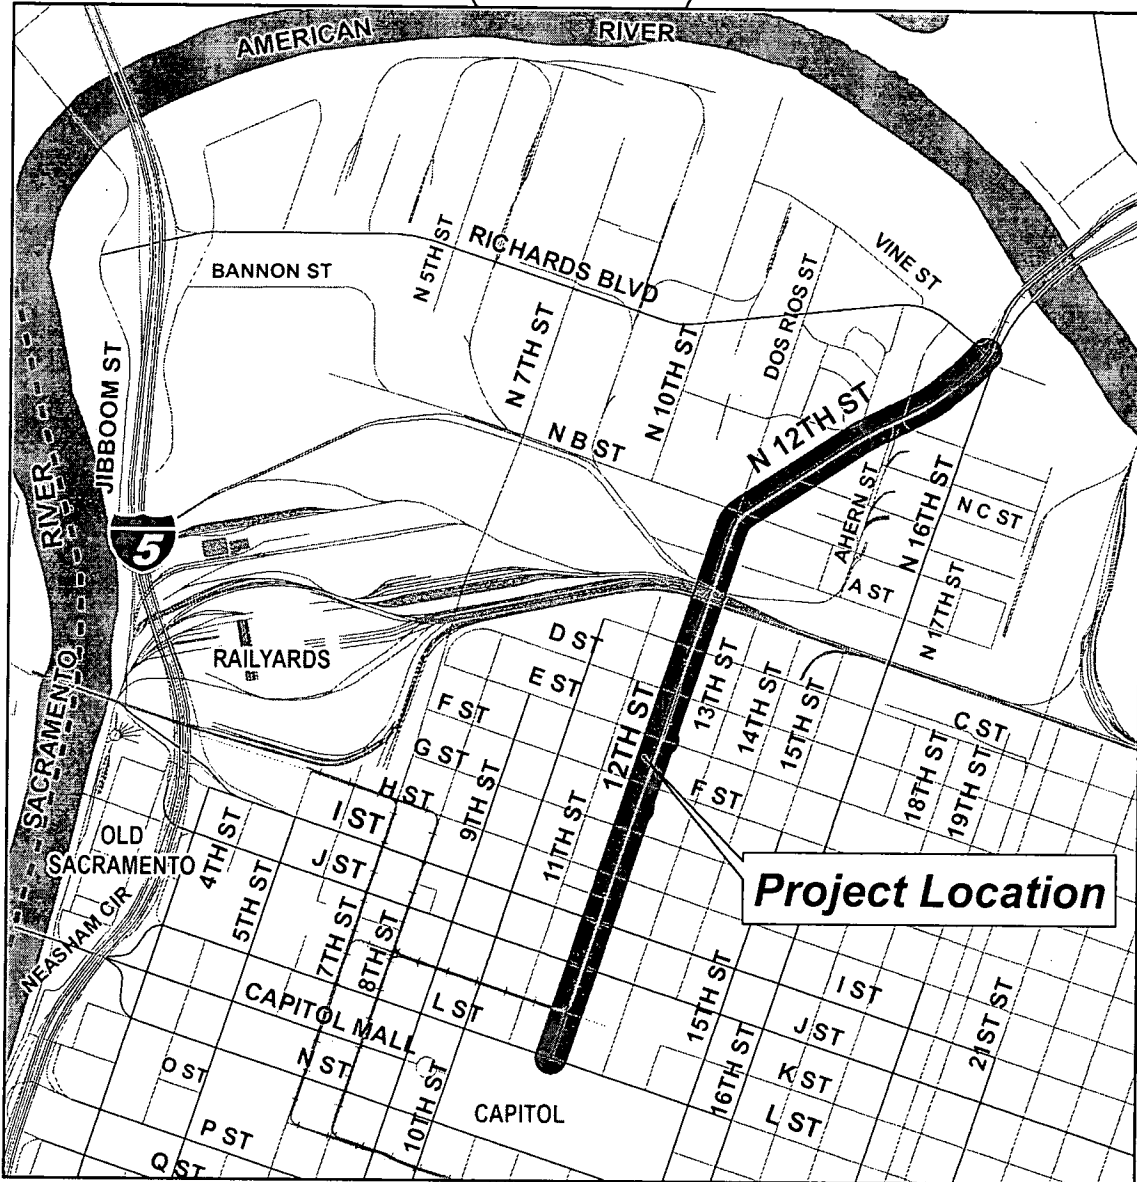 AMERICAN RIVER
VINE ST
N 5TH ST
RICHARDS BLVD
BANNON ST
DOS RIOS ST
N 7TH ST
N 10TH ST
JIBBOOM ST
N 12TH ST
N B ST
RIVER
AHERN ST
N 16TH ST
N C ST
5
A ST
N 17TH ST
D ST
RAILYARDS
E ST
13TH ST
SACRAMENTO
F ST
12TH ST
14TH ST
15TH ST
C ST
G ST
18TH ST
19TH ST
H ST
9TH ST
F ST
I ST
4TH ST
11TH ST
OLD
SACRAMENTO
J ST
Project Location
5TH ST
NEASHAM CIR
7TH ST
8TH ST
CAPITOL MALL
L ST
15TH ST
I ST
21ST ST
J ST
N ST
O ST
16TH ST
K ST
10TH ST
CAPITOL
L ST
P ST
Q ST